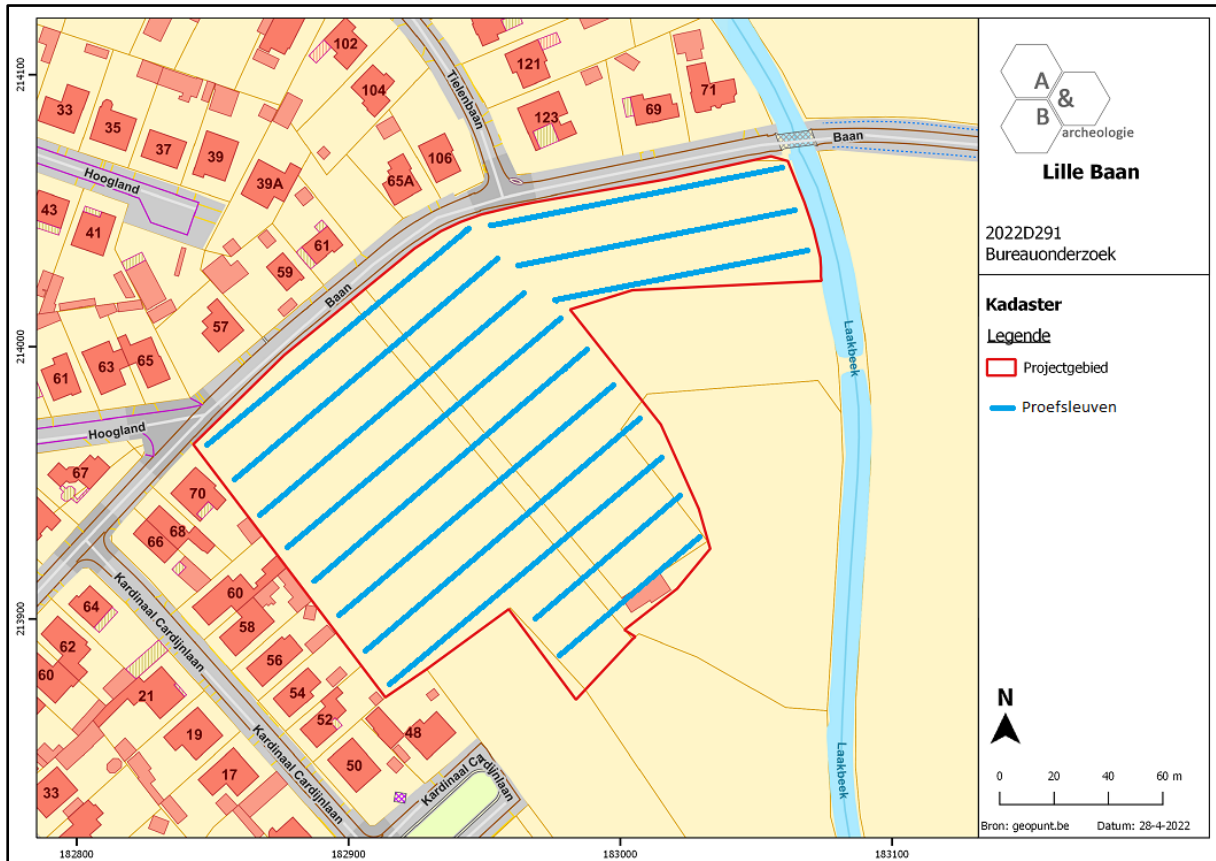 102
104
Tielenbaan
121
123
69
71
Baan
33
35
37
39
39A
65A
106
Hoogland
43
41
61
59
Baan
57
61
63
65
Hoogland
67
70
68
66
60
58
56
54
52
50
48
64
62
60
21
19
17
33
Kardinaal Cardijnlaan
Kardinaal Cardijnlaan
Kardinaal Cardijnlaan
Laakbeek
Laakbeek
214100
214000
213900
182800
182900
183000
183100
A
&
B
archeologie
Lille Baan
2022D291
Bureauonderzoek
Kadaster
Legende
Projectgebied
Proefsleuven
N
0 20 40 60 m
Bron: geopunt.be Datum: 28-4-2022